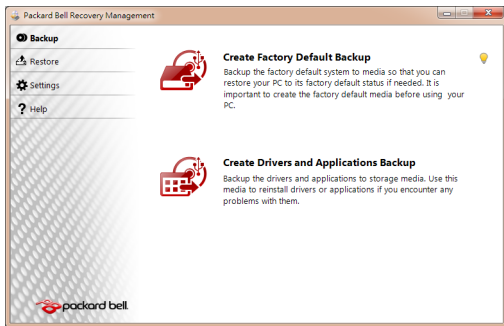 Packard Bell Recovery Management
Backup
Restore
Settings
Help
Create Factory Default Backup
Backup the factory default system to media so that you can
restore your PC to its factory default status if needed. It is
important to create the factory default media before using your
PC.
Create Drivers and Applications Backup
Backup the drivers and applications to storage media. Use this
media to reinstall drivers or applications if you encounter any
problems with them.
packard bell.